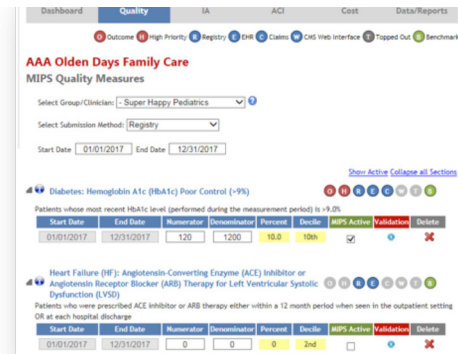 Dashboard Quality IA ACI Cost Data/Reports
O Outcome H High Priority R Registry E EHR C Claims W CMS Web Interface T Topped Out B Benchmark
AAA Olden Days Family Care
MIPS Quality Measures
Select Group/Clinician: - Super Happy Pediatrics
Select Submission Method: Registry
Start Date 01/01/2017 End Date 12/31/2017
Show Active Collapse all Sections
Diabetes: Hemoglobin A1c (HbA1c) Poor Control (>9%) O H R E C W T B
Patients whose most recent HbA1c level (performed during the measurement period) is >9.0%
Start Date End Date Numerator Denominator Percent Decile MIPS Active Validation Delete
01/01/2017 12/31/2017 120 1200 10.0 10th
Heart Failure (HF): Angiotensin-Converting Enzyme (ACE) Inhibitor or
Angiotensin Receptor Blocker (ARB) Therapy for Left Ventricular Systolic O H R E C W T B
Dysfunction (LVSD)
Patients who were prescribed ACE inhibitor or ARB therapy either within a 12 month period when seen in the outpatient setting
OR at each hospital discharge
Start Date End Date Numerator Denominator Percent Decile MIPS Active Validation Delete
01/01/2017 12/31/2017 0 0 0 2nd